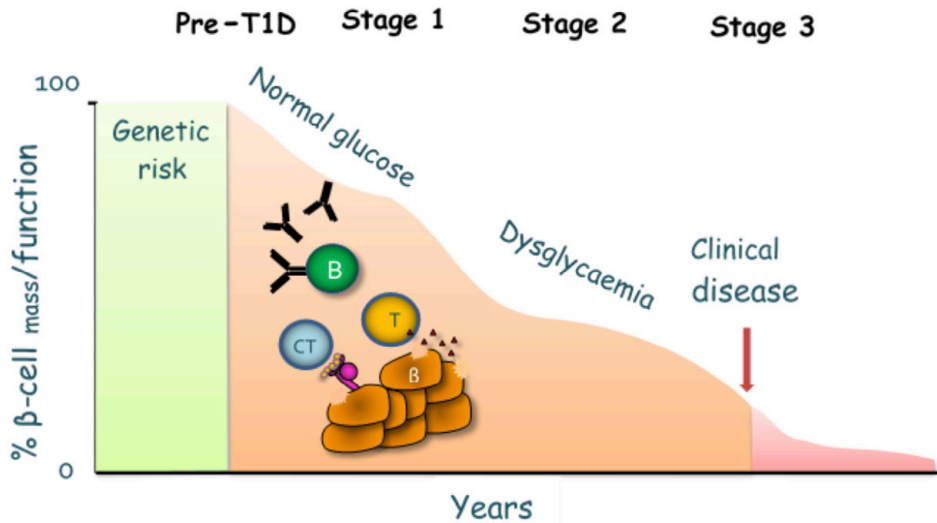 Pre-T1D Stage 1 Stage 2 Stage 3
100
Genetic
risk
Normal glucose
Dysglycaemia
Clinical
disease
B
T
CT
ß
% β-cell mass/function
0
Years